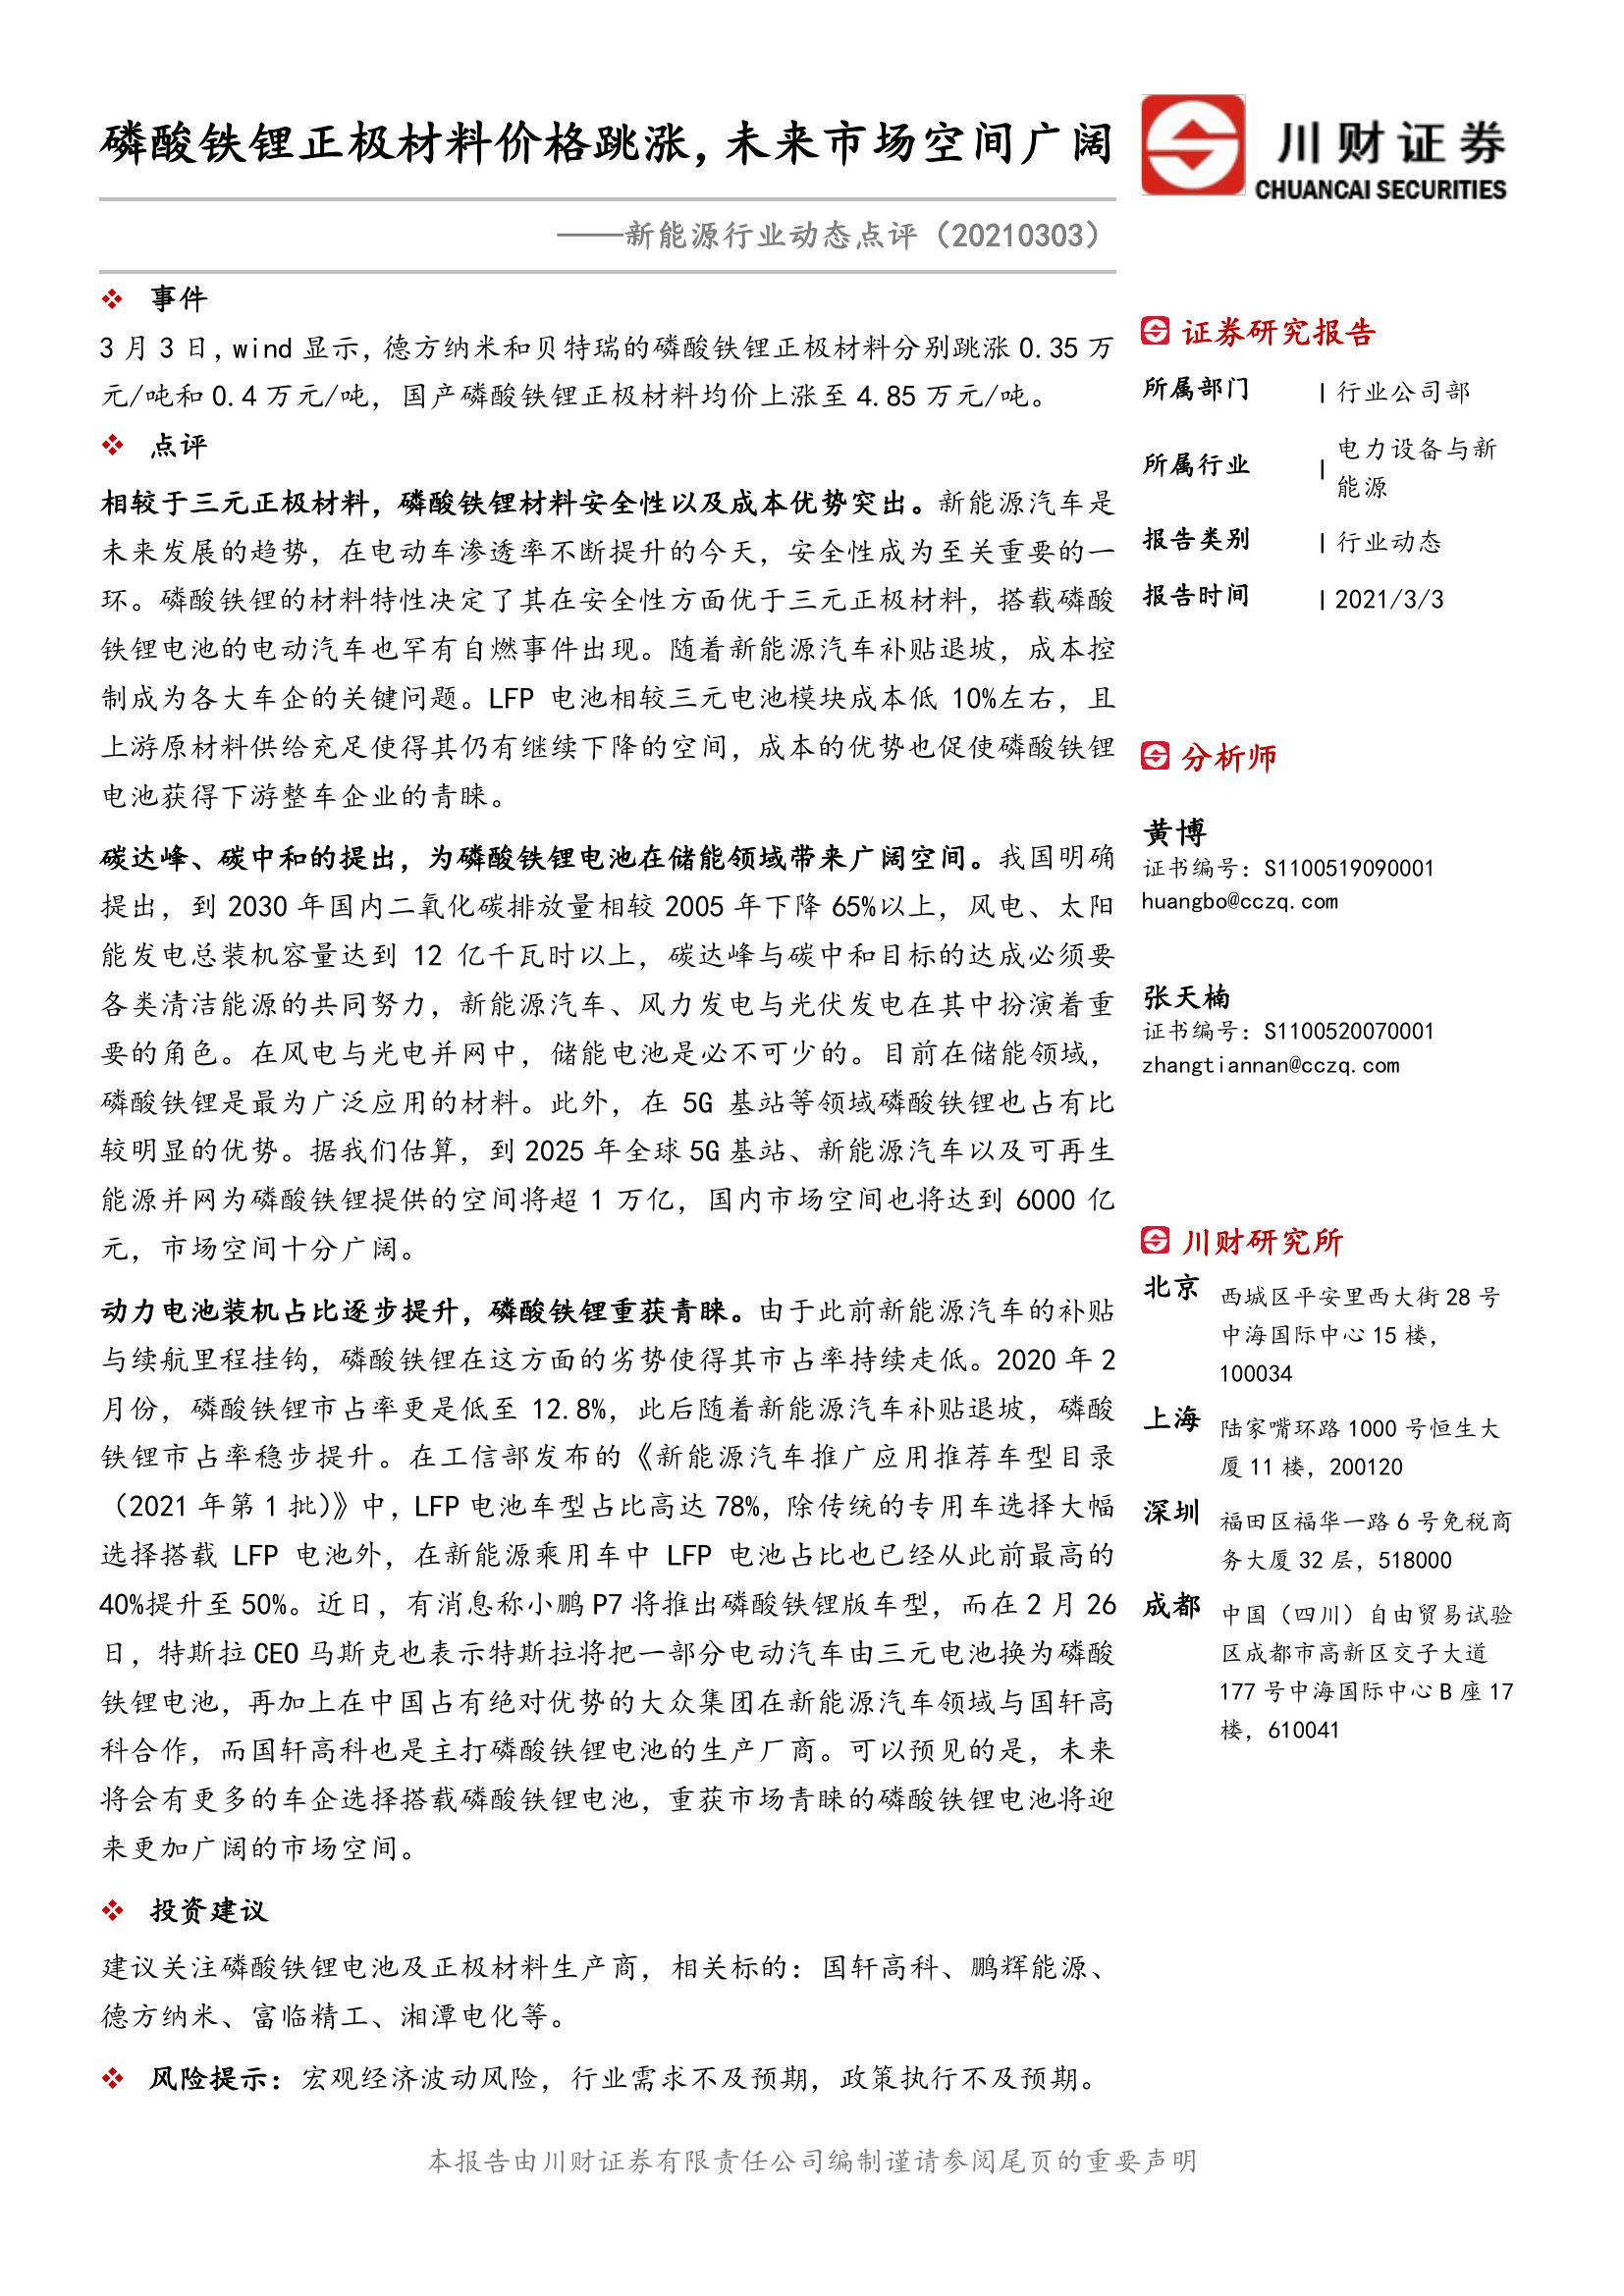 磷酸铁锂正极材料价格跳涨，未来市场空间广阔
川财证券
CHUANCAI SECURITIES
——新能源行业动态点评（20210303）
❖ 事件
3 月 3 日，wind 显示，德方纳米和贝特瑞的磷酸铁锂正极材料分别跳涨 0.35 万
元/吨和 0.4 万元/吨，国产磷酸铁锂正极材料均价上涨至 4.85 万元/吨。
❖ 点评
相较于三元正极材料，磷酸铁锂材料安全性以及成本优势突出。新能源汽车是
未来发展的趋势，在电动车渗透率不断提升的今天，安全性成为至关重要的一
环。磷酸铁锂的材料特性决定了其在安全性方面优于三元正极材料，搭载磷酸
铁锂电池的电动汽车也罕有自燃事件出现。随着新能源汽车补贴退坡，成本控
制成为各大车企的关键问题。LFP 电池相较三元电池模块成本低 10%左右，且
上游原材料供给充足使得其仍有继续下降的空间，成本的优势也促使磷酸铁锂
电池获得下游整车企业的青睐。
碳达峰、碳中和的提出，为磷酸铁锂电池在储能领域带来广阔空间。我国明确
提出，到 2030 年国内二氧化碳排放量相较 2005 年下降 65%以上，风电、太阳
能发电总装机容量达到 12 亿千瓦时以上，碳达峰与碳中和目标的达成必须要
各类清洁能源的共同努力，新能源汽车、风力发电与光伏发电在其中扮演着重
要的角色。在风电与光电并网中，储能电池是必不可少的。目前在储能领域，
磷酸铁锂是最为广泛应用的材料。此外，在 5G 基站等领域磷酸铁锂也占有比
较明显的优势。据我们估算，到 2025 年全球 5G 基站、新能源汽车以及可再生
能源并网为磷酸铁锂提供的空间将超 1 万亿，国内市场空间也将达到 6000 亿
元，市场空间十分广阔。
动力电池装机占比逐步提升，磷酸铁锂重获青睐。由于此前新能源汽车的补贴
与续航里程挂钩，磷酸铁锂在这方面的劣势使得其市占率持续走低。2020 年 2
月份，磷酸铁锂市占率更是低至 12.8%，此后随着新能源汽车补贴退坡，磷酸
铁锂市占率稳步提升。在工信部发布的《新能源汽车推广应用推荐车型目录
（2021 年第 1 批）》中，LFP 电池车型占比高达 78%，除传统的专用车选择大幅
选择搭载 LFP 电池外，在新能源乘用车中 LFP 电池占比也已经从此前最高的
40%提升至 50%。近日，有消息称小鹏 P7 将推出磷酸铁锂版车型，而在 2 月 26
日，特斯拉 CEO 马斯克也表示特斯拉将把一部分电动汽车由三元电池换为磷酸
铁锂电池，再加上在中国占有绝对优势的大众集团在新能源汽车领域与国轩高
科合作，而国轩高科也是主打磷酸铁锂电池的生产厂商。可以预见的是，未来
将会有更多的车企选择搭载磷酸铁锂电池，重获市场青睐的磷酸铁锂电池将迎
来更加广阔的市场空间。
❖ 投资建议
建议关注磷酸铁锂电池及正极材料生产商，相关标的：国轩高科、鹏辉能源、
德方纳米、富临精工、湘潭电化等。
❖ 风险提示：宏观经济波动风险，行业需求不及预期，政策执行不及预期。
证券研究报告
所属部门 | 行业公司部
所属行业 | 电力设备与新
能源
报告类别 | 行业动态
报告时间 | 2021/3/3
分析师
黄博
证书编号：S1100519090001
huangbo@cczq.com
张天楠
证书编号：S1100520070001
zhangtiannan@cczq.com
川财研究所
北京 西城区平安里西大街 28 号
中海国际中心 15 楼，
100034
上海 陆家嘴环路 1000 号恒生大
厦 11 楼，200120
深圳 福田区福华一路 6 号免税商
务大厦 32 层，518000
成都 中国（四川）自由贸易试验
区成都市高新区交子大道
177 号中海国际中心 B 座 17
楼，610041
本报告由川财证券有限责任公司编制谨请参阅尾页的重要声明